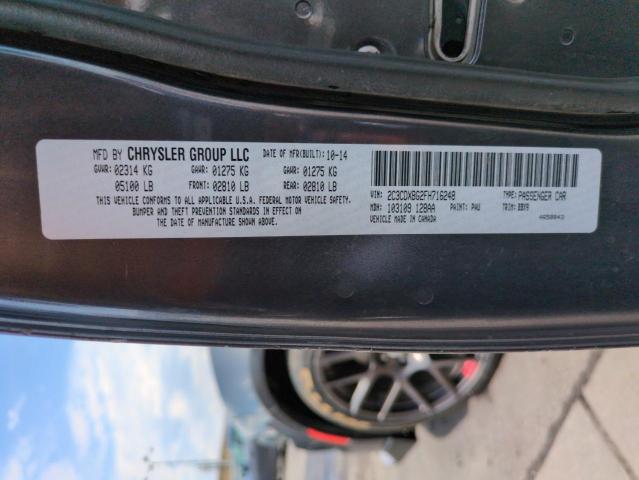 MFD BY CHRYSLER GROUP LLC DATE OF MFR(BUILT): 10-14
GVWR: 02314 KG GAWR: 01275 KG GAWR: 01275 KG
05100 LB FRONT: 02810 LB REAR: 02810 LB
THIS VEHICLE CONFORMS TO ALL APPLICABLE U.S.A. FEDERAL MOTOR VEHICLE SAFETY,
BUMPER AND THEFT PREVENTION STANDARDS IN EFFECT ON
THE DATE OF MANUFACTURE SHOWN ABOVE.
VIN: 2C3CDXBG2FH716248 TYPE: PASSENGER CAR
MDH: 103109 128AA PAINT: PAU TRIM: BBX9
VEHICLE MADE IN CANADA